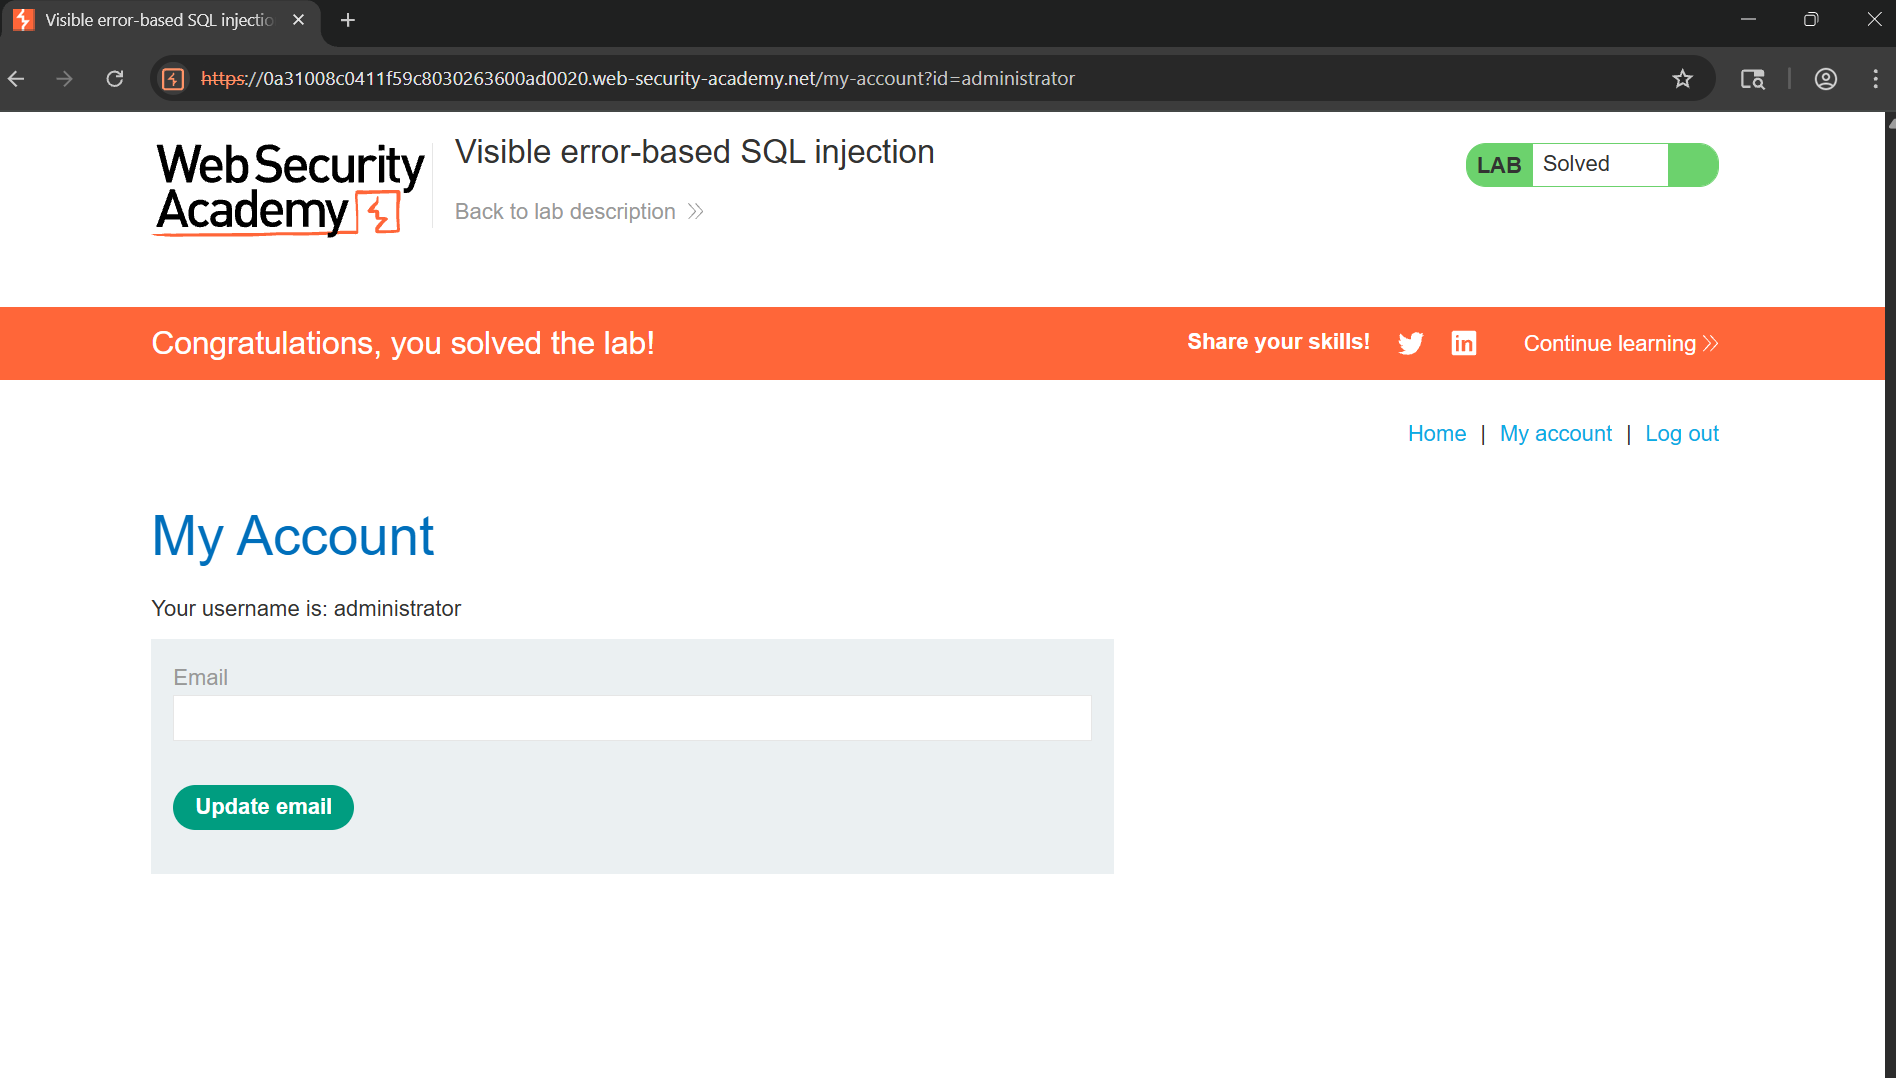 Visible error-based SQL injectio
https://0a31008c0411f59c8030263600ad0020.web-security-academy.net/my-account?id=administrator
Web Security
Academy
Visible error-based SQL injection
Back to lab description
LAB Solved
Congratulations, you solved the lab!
Share your skills!
Continue learning
Home | My account | Log out
My Account
Your username is: administrator
Email
Update email